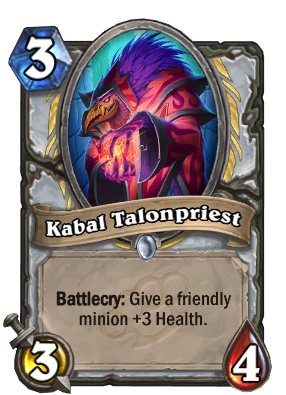 3
Kabal Talonpriest
Battlecry: Give a friendly
minion +3 Health.
3
4